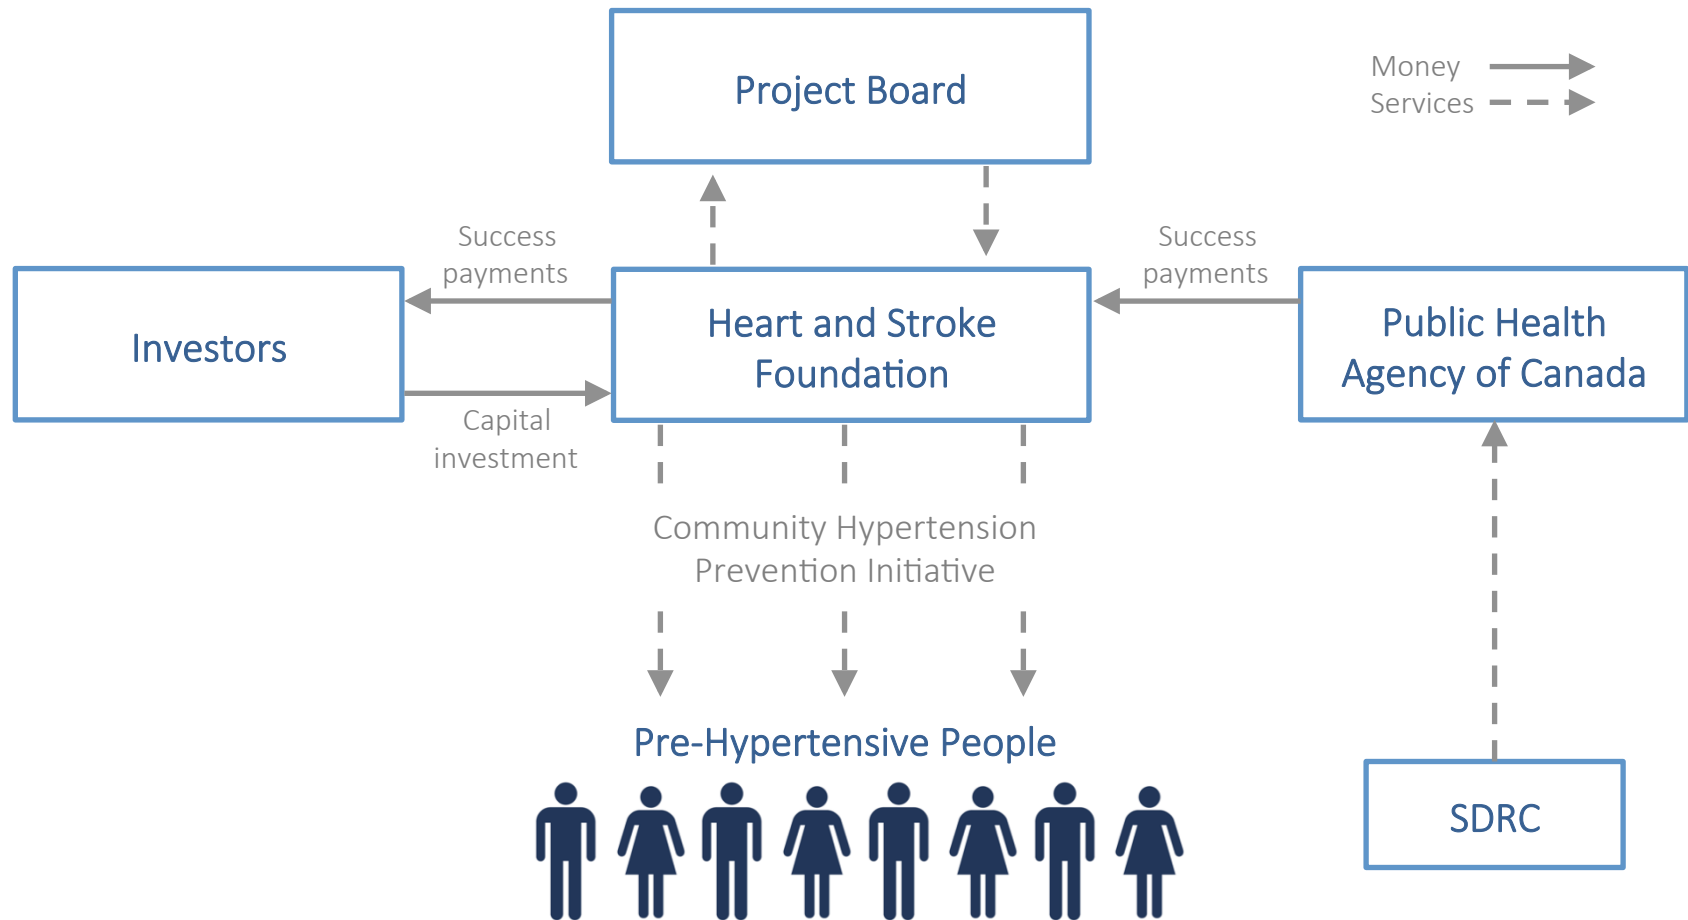 Project Board
Money
Services
Success
payments
Success
payments
Investors
Heart and Stroke
Foundation
Public Health
Agency of Canada
Capital
investment
Community Hypertension
Prevention Initiative
Pre-Hypertensive People
SDRC